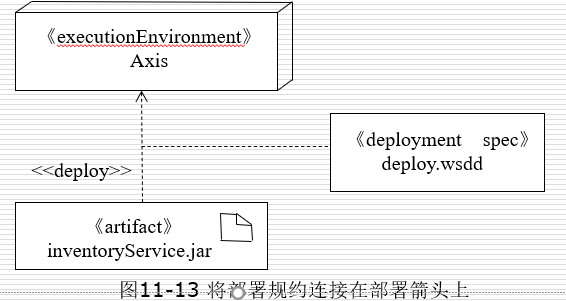 《executionEnvironment》
Axis
《deployment spec》
deploy.wsdd
<<deploy>>
《artifact》
inventoryService.jar
图11-13 将部署规约连接在部署箭头上